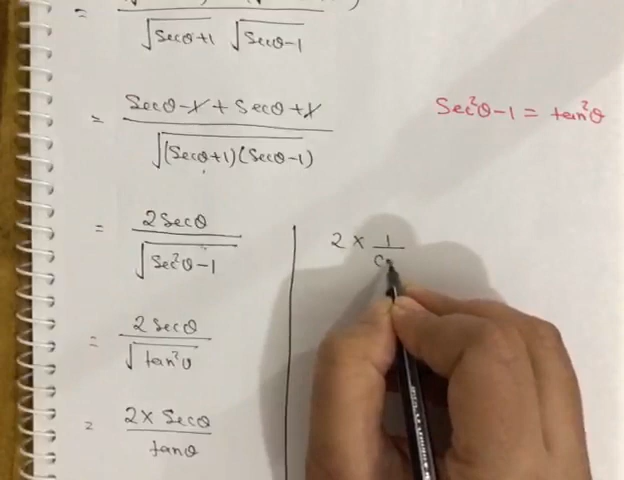 = √secθ+1 √secθ-1
= secθ-1 + secθ+1 / √(secθ+1)(secθ-1)
sec²θ-1 = tan²θ
= 2secθ / √sec²θ-1
= 2secθ / √tan²θ
= 2× secθ / tanθ
2 × 1 / c